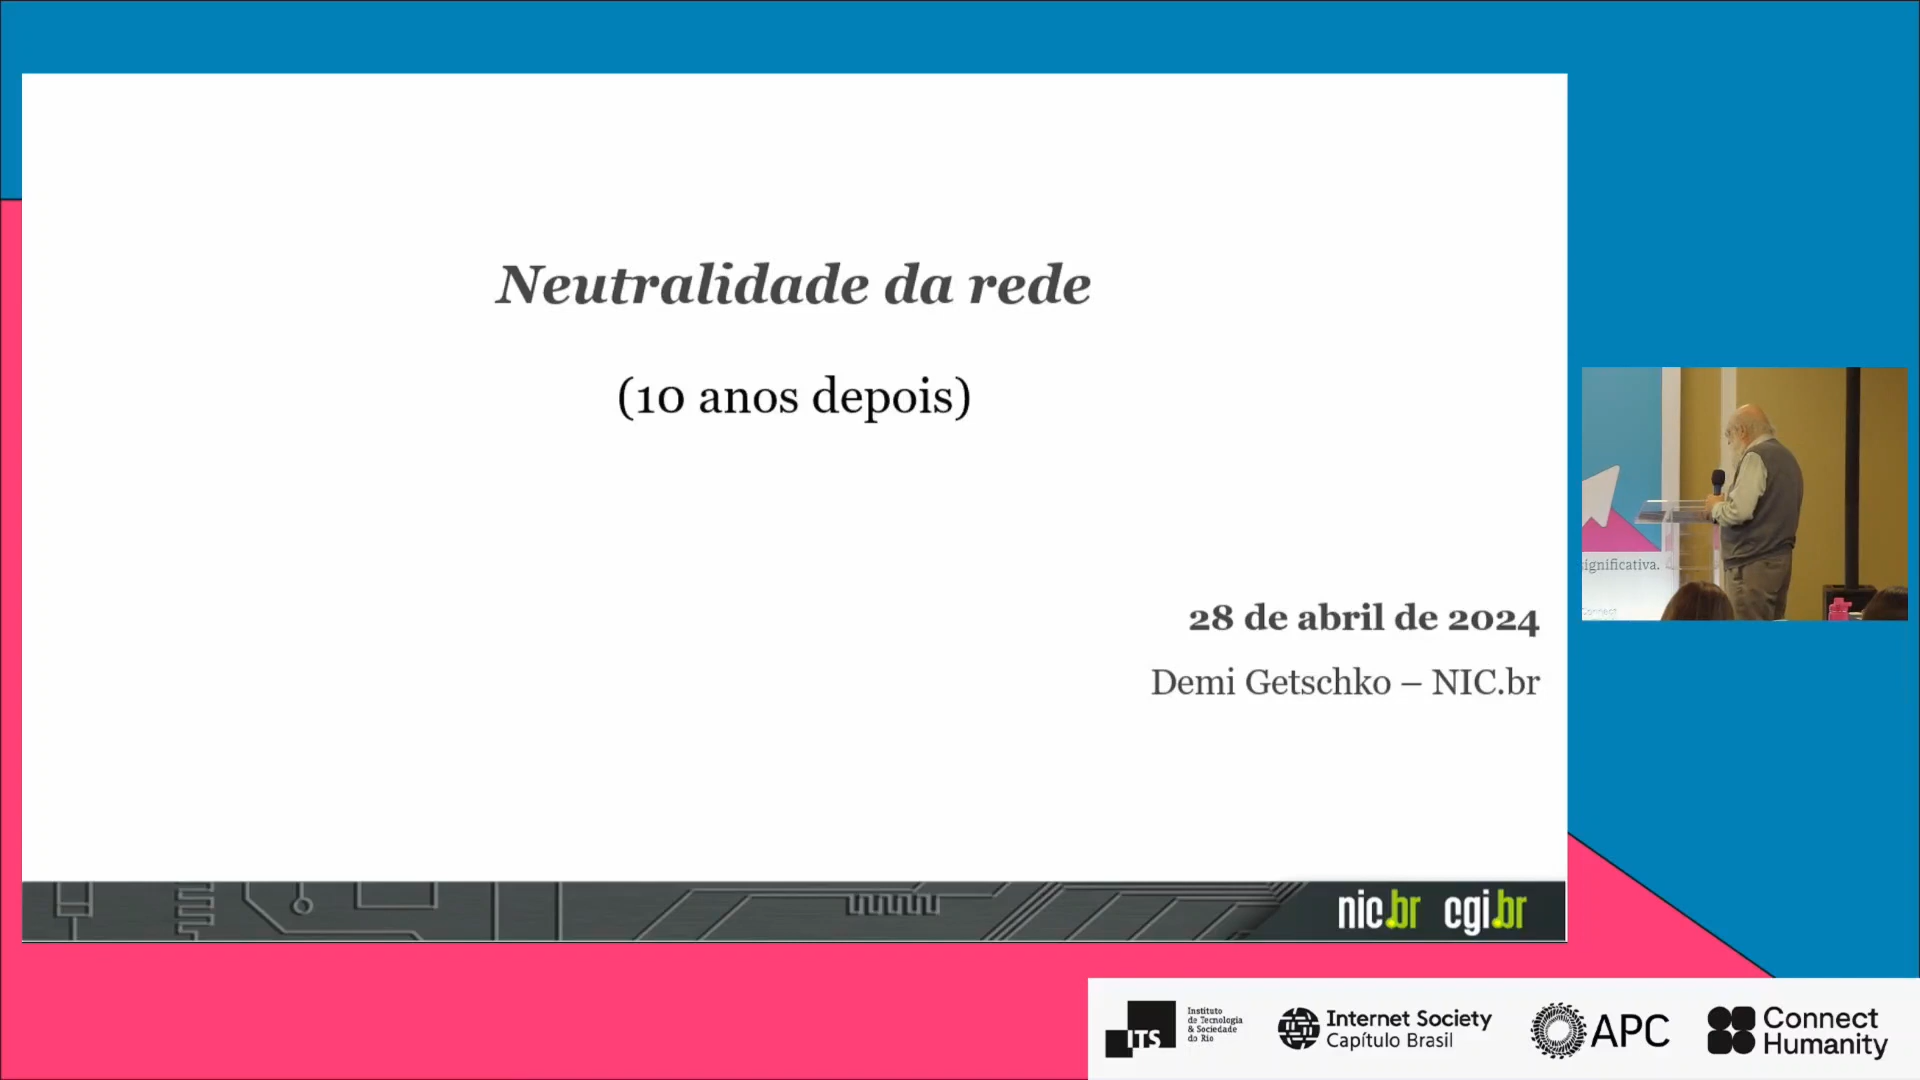 Neutralidade da rede
(10 anos depois)
28 de abril de 2024
Demi Getschko – NIC.br
nic.br cgi.br
ignificativa.
Connect
ITS
Instituto
de Tecnologia
& Sociedade
do Rio
Internet Society
Capítulo Brasil
APC
Connect
Humanity